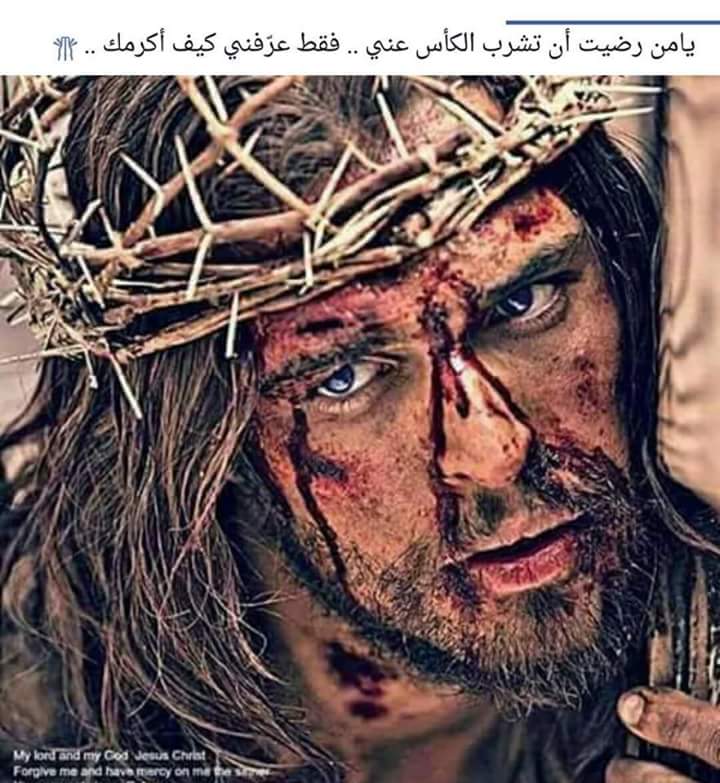 يامن رضيت أن تشرب الكأس عني .. فقط عرّفني كيف أكرمك ..
My lord and my God Jesus Christ
Forgive me and have mercy on me the sinner